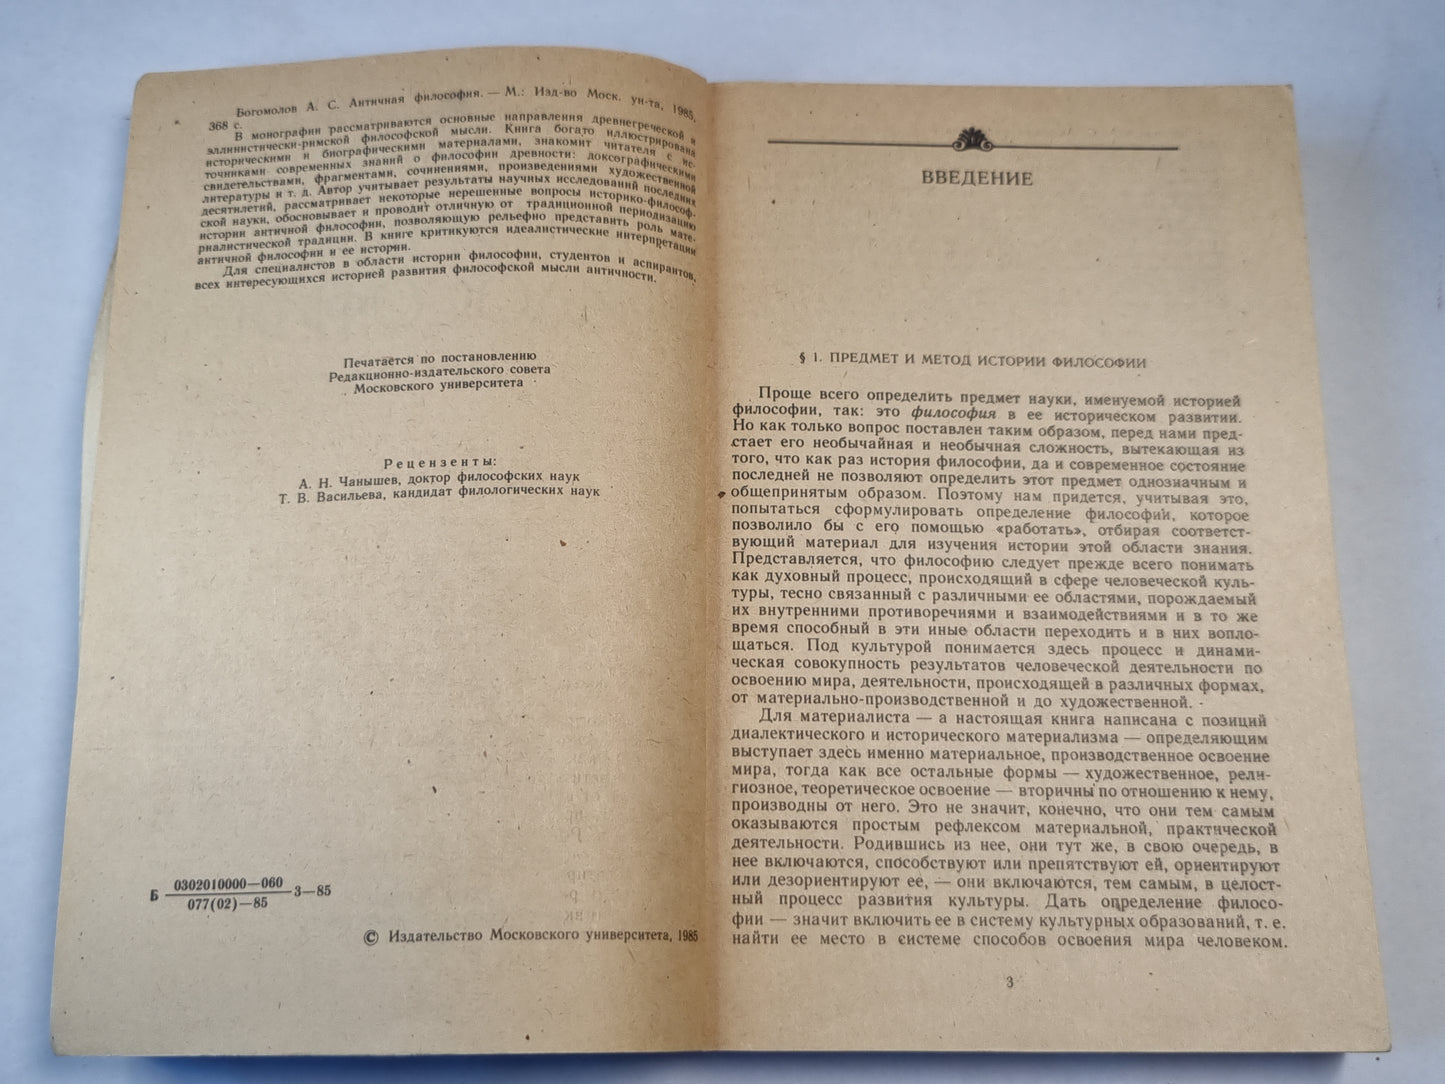 Богомолов А. С. Античная философия. — М.: Изд-во Моск. ун-та, 1985.
368 с.
В монографии рассматриваются основные направления древнегреческой и
эллинистически-римской философской мысли. Книга богато иллюстрирована
историческими и биографическими материалами, знакомит читателя с ис-
точниками современных знаний о философии древности: доксографическими
свидетельствами, фрагментами, сочинениями, произведениями художественной
литературы и т. д. Автор учитывает результаты научных исследований последних
десятилетий, рассматривает некоторые нерешенные вопросы историко-философ-
ской науки, обосновывает и проводит отличную от традиционной периодизацию
истории античной философии, позволяющую рельефно представить роль мате-
риалистической традиции. В книге критикуются идеалистические интерпретации
античной философии и ее истории.
Для специалистов в области истории философии, студентов и аспирантов,
всех интересующихся историей развития философской мысли античности.
Печатается по постановлению
Редакционно-издательского совета
Московского университета
Рецензенты:
А. Н. Чанышев, доктор философских наук
Т. В. Васильева, кандидат филологических наук
Б 0302010000—060 3—85
077(02)—85
© Издательство Московского университета, 1985
ВВЕДЕНИЕ
§ 1. ПРЕДМЕТ И МЕТОД ИСТОРИИ ФИЛОСОФИИ
Проще всего определить предмет науки, именуемой историей
философии, так: это философия в ее историческом развитии.
Но как только вопрос поставлен таким образом, перед нами пред-
стает его необычайная и необычная сложность, вытекающая из
того, что как раз история философии, да и современное состояние
последней не позволяют определить этот предмет однозначным и
общепринятым образом. Поэтому нам придется, учитывая это,
попытаться сформулировать определение философии, которое
позволило бы с его помощью «работать», отбирая соответст-
вующий материал для изучения истории этой области знания.
Представляется, что философию следует прежде всего понимать
как духовный процесс, происходящий в сфере человеческой куль-
туры, тесно связанный с различными ее областями, порождаемый
их внутренними противоречиями и взаимодействиями и в то же
время способный в эти иные области переходить и в них вопло-
щаться. Под культурой понимается здесь процесс и динами-
ческая совокупность результатов человеческой деятельности по
освоению мира, деятельности, происходящей в различных формах,
от материально-производственной и до художественной.
Для материалиста — а настоящая книга написана с позиций
диалектического и исторического материализма — определяющим
выступает здесь именно материальное, производственное освоение
мира, тогда как все остальные формы — художественное, рели-
гиозное, теоретическое освоение — вторичны по отношению к нему,
производны от него. Это не значит, конечно, что они тем самым
оказываются простым рефлексом материальной, практической
деятельности. Родившись из нее, они тут же, в свою очередь, в
нее включаются, способствуют или препятствуют ей, ориентируют
или дезориентируют ее, — они включаются, тем самым, в целост-
ный процесс развития культуры. Дать определение филосо-
фии — значит включить ее в систему культурных образований, т. е.
найти ее место в системе способов освоения мира человеком.
3